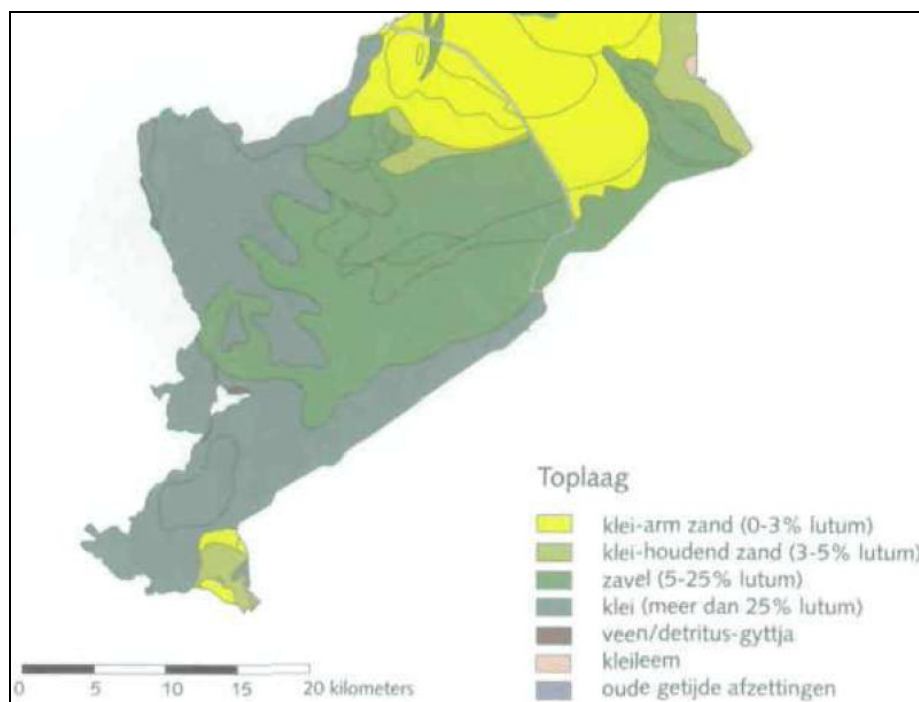 Toplaag
klei-arm zand (0-3% lutum)
klei-houdend zand (3-5% lutum)
zavel (5-25% lutum)
klei (meer dan 25% lutum)
veen/detritus-gyttja
kleileem
oude getijde afzettingen
0 5 10 15 20 kilometers